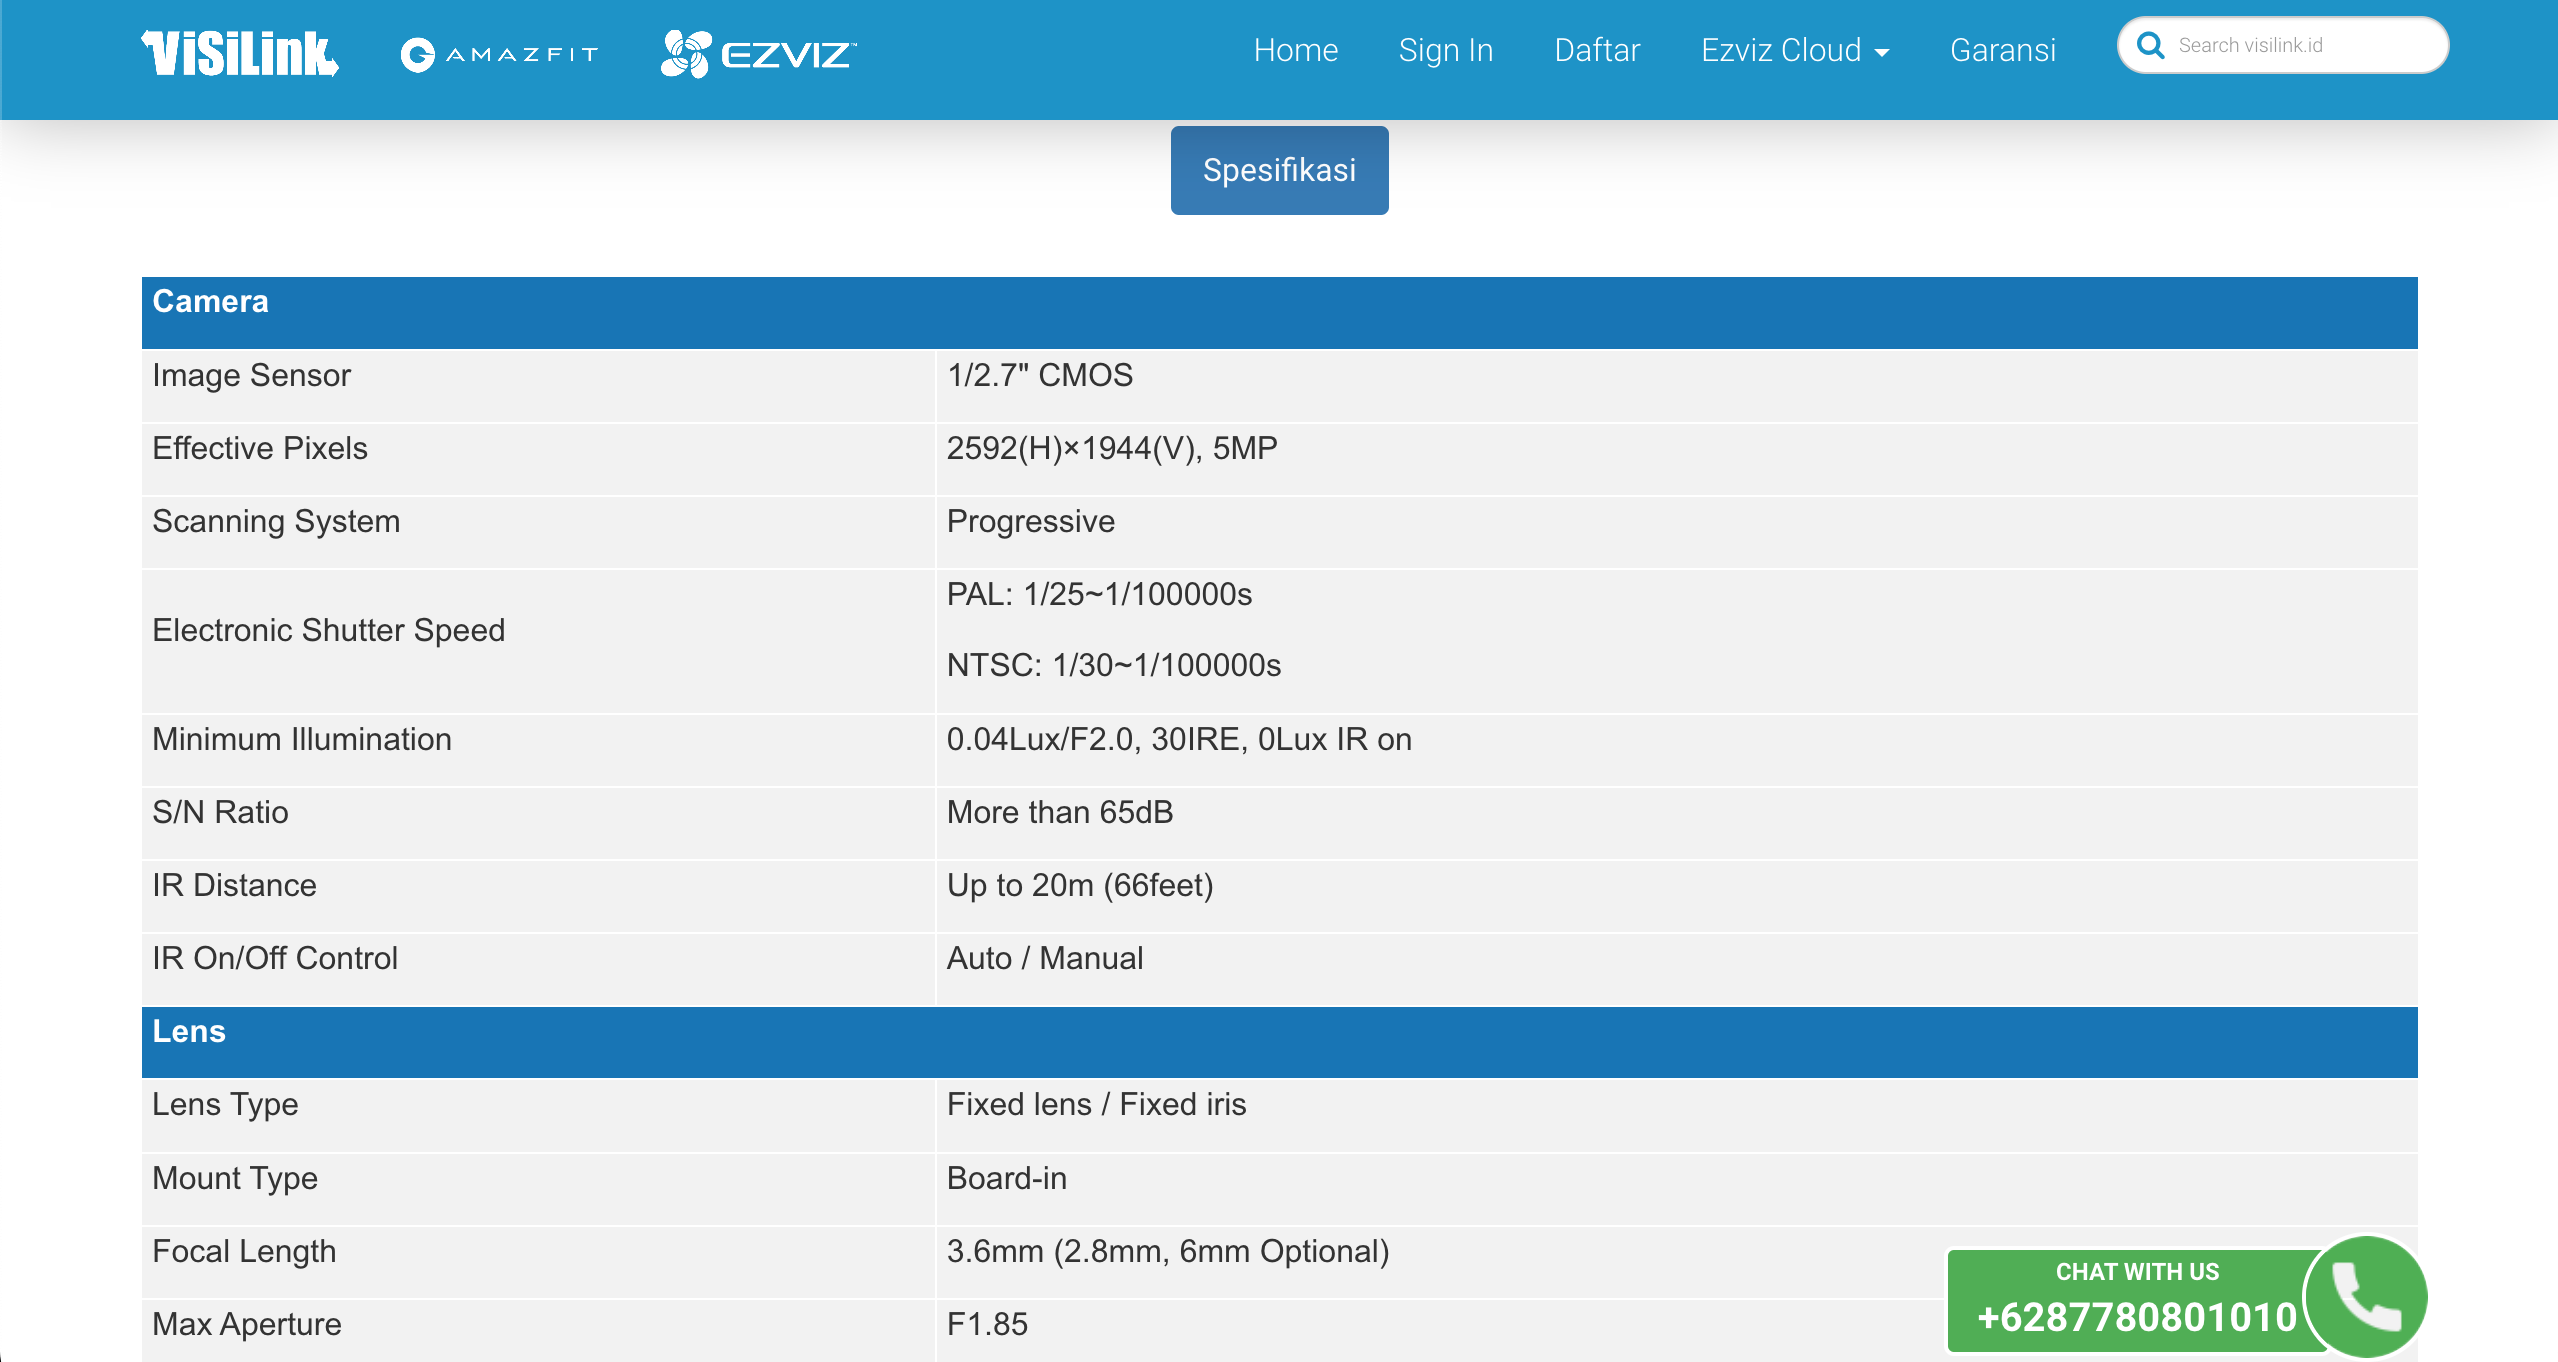 ViSiLink AMAZFIT EZVIZ™ Home Sign In Daftar Ezviz Cloud Garansi Search visilink.id
Spesifikasi
Camera
Image Sensor 1/2.7" CMOS
Effective Pixels 2592(H)×1944(V), 5MP
Scanning System Progressive
Electronic Shutter Speed PAL: 1/25~1/100000s
NTSC: 1/30~1/100000s
Minimum Illumination 0.04Lux/F2.0, 30IRE, 0Lux IR on
S/N Ratio More than 65dB
IR Distance Up to 20m (66feet)
IR On/Off Control Auto / Manual
Lens
Lens Type Fixed lens / Fixed iris
Mount Type Board-in
Focal Length 3.6mm (2.8mm, 6mm Optional)
Max Aperture F1.85
CHAT WITH US
+6287780801010